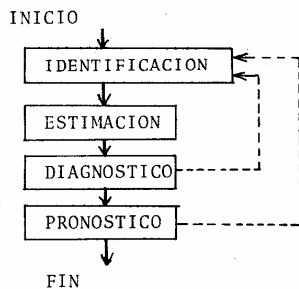 INICIO
IDENTIFICACION
ESTIMACION
DIAGNOSTICO
PRONOSTICO
FIN